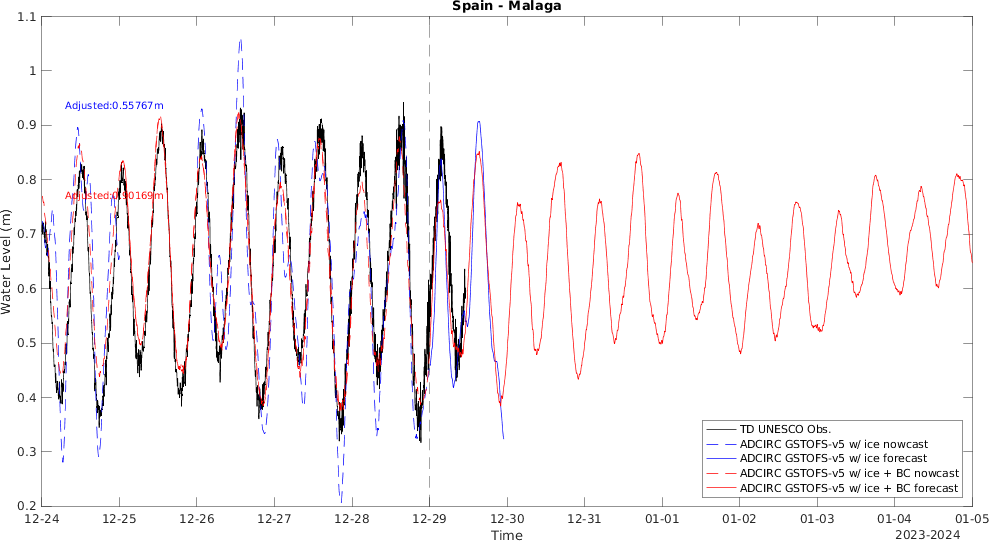 Spain - Malaga
1.1
1
0.9
0.8
0.7
0.6
0.5
0.4
0.3
0.2
Water Level (m)
Adjusted:0.55767m
Adjusted:0.90169m
TD UNESCO Obs.
ADCIRC GSTOFS-v5 w/ ice nowcast
ADCIRC GSTOFS-v5 w/ ice forecast
ADCIRC GSTOFS-v5 w/ ice + BC nowcast
ADCIRC GSTOFS-v5 w/ ice + BC forecast
12-24 12-25 12-26 12-27 12-28 12-29 12-30 12-31 01-01 01-02 01-03 01-04 01-05
Time
2023-2024